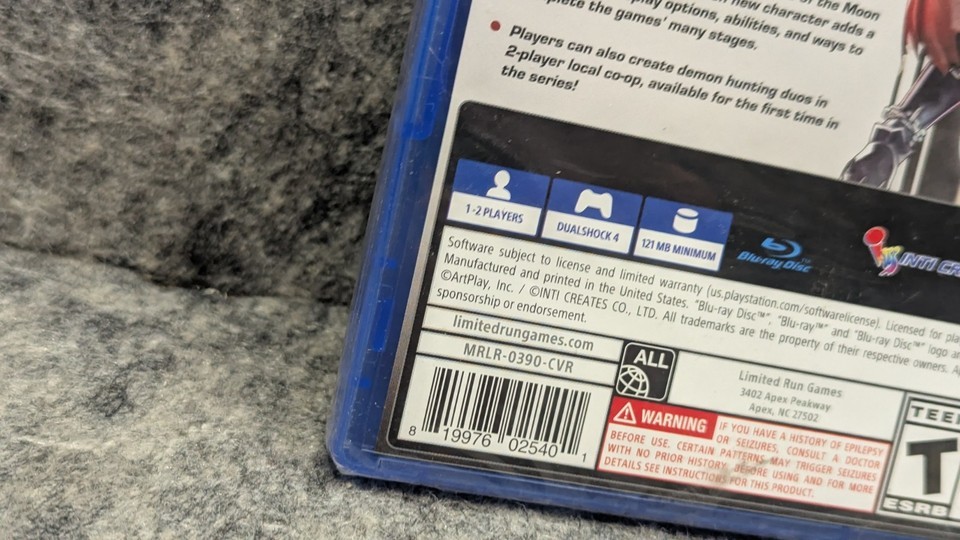 of the Moon
new character adds a
play options, abilities, and ways to
the games' many stages.
• Players can also create demon hunting duos in
2-player local co-op, available for the first time in
the series!
1-2 PLAYERS
DUALSHOCK 4
121 MB MINIMUM
Blu-ray Disc™
INTI
Software subject to license and limited warranty (us.playstation.com/softwarelicense). Licensed for
Manufactured and printed in the United States. "Blu-ray Disc™", "Blu-ray™" and "Blu-ray Disc™" logo
©ArtPlay, Inc. / ©INTI CREATES CO., LTD. All trademarks are the property of their respective owners.
sponsorship or endorsement.
limitedrungames.com
MRLR-0390-CVR
ALL
Limited Run Games
3402 Apex Peakway
Apex, NC 27502
8 19976 02540 1
WARNING IF YOU HAVE A HISTORY OF EPILEPSY
OR SEIZURES, CONSULT A DOCTOR
BEFORE USE. CERTAIN PATTERNS MAY TRIGGER SEIZURES
WITH NO PRIOR HISTORY. BEFORE USING AND FOR MORE
DETAILS SEE INSTRUCTIONS FOR THIS PRODUCT.
TEE
T
ESRB